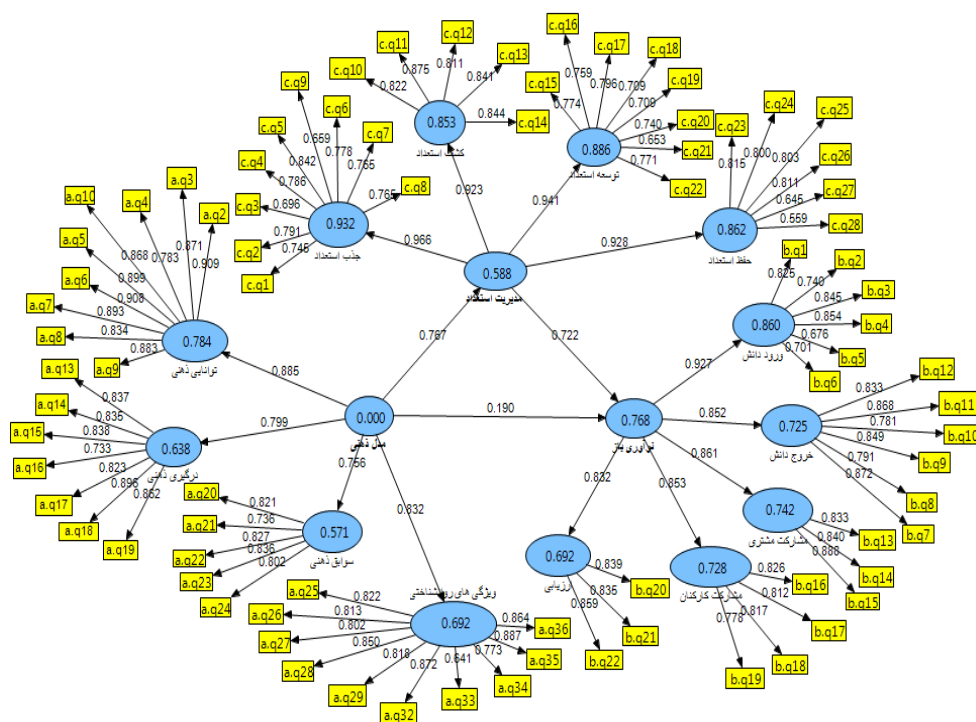 c.q16
c.q12
c.q11
c.q17
c.q18
c.q13
c.q10
c.q15
c.q19
c.q24
c.q25
c.q9
0.875
0.811
0.841
0.822
0.759
0.796
0.709
0.709
0.774
c.q23
c.q6
c.q20
c.q26
c.q5
c.q7
0.853
0.844
c.q14
0.740
0.653
0.771
c.q21
0.815
0.800
0.803
c.q4
کشف استعداد
0.886
توسعه استعداد
c.q22
0.811
0.645
0.559
c.q27
a.q3
0.659
0.778
0.765
c.q8
0.842
0.786
0.765
c.q3
0.696
a.q10
a.q4
a.q2
0.923
0.941
c.q28
0.932
جذب استعداد
0.862
حفظ استعداد
c.q2
0.791
0.745
a.q5
0.966
0.928
b.q1
b.q2
c.q1
0.871
0.783
0.868
0.909
0.588
مدیریت استعداد
a.q6
0.899
0.825
0.740
0.845
b.q3
a.q7
0.908
0.893
0.860
ورود دانش
0.854
b.q4
0.834
0.883
0.784
توانایی ذهنی
0.767
0.722
0.676
0.701
b.q5
a.q8
a.q9
b.q6
a.q13
0.885
0.927
b.q12
a.q14
0.837
0.833
b.q11
0.835
0.000
مدل ذهنی
0.190
0.768
نوآوری باز
0.852
0.868
a.q15
0.838
0.799
0.725
خروج دانش
0.781
b.q10
0.733
0.638
درگیری ذهنی
0.849
b.q9
a.q16
0.823
0.896
0.862
0.756
0.861
0.791
0.872
b.q8
a.q17
a.q20
0.832
0.832
0.853
b.q7
a.q18
0.821
0.742
مشارکت مشتری
0.833
b.q13
a.q19
a.q21
0.736
0.571
سوابق ذهنی
0.840
0.888
b.q14
a.q22
0.827
0.836
0.802
0.692
ارزیابی
0.839
b.q20
0.728
مشارکت کارکنان
0.826
b.q16
b.q15
a.q23
0.835
0.859
0.812
0.817
0.778
a.q24
a.q25
ویژگی های روانشناختی
a.q26
0.822
0.813
0.692
0.864
a.q36
b.q21
b.q17
a.q27
0.802
0.887
a.q35
b.q22
b.q18
a.q28
0.850
0.818
0.872
0.641
0.773
b.q19
a.q29
a.q34
a.q32
a.q33